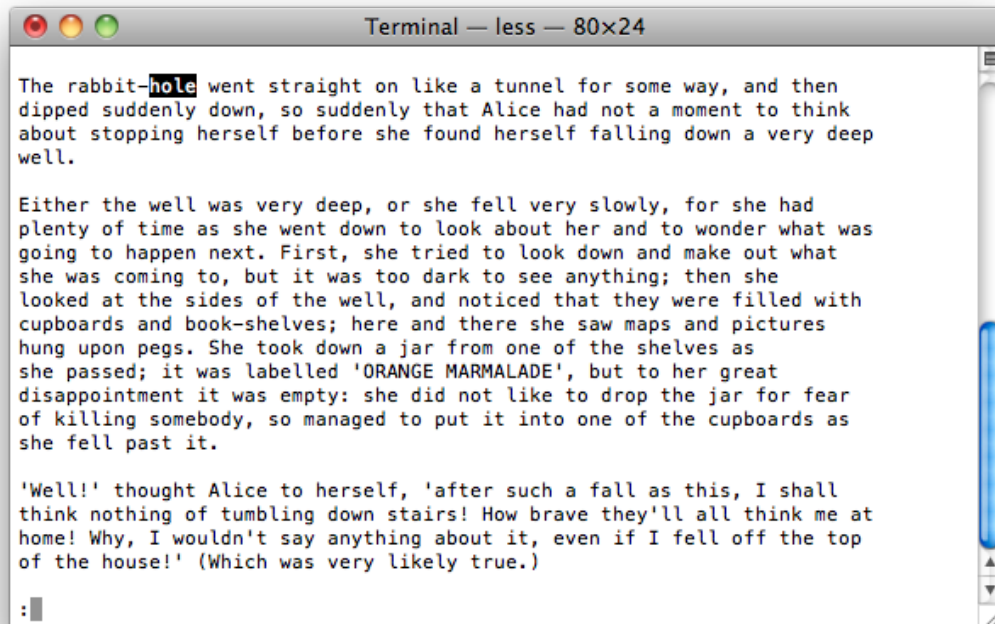 Terminal — less — 80×24
The rabbit-hole went straight on like a tunnel for some way, and then
dipped suddenly down, so suddenly that Alice had not a moment to think
about stopping herself before she found herself falling down a very deep
well.
Either the well was very deep, or she fell very slowly, for she had
plenty of time as she went down to look about her and to wonder what was
going to happen next. First, she tried to look down and make out what
she was coming to, but it was too dark to see anything; then she
looked at the sides of the well, and noticed that they were filled with
cupboards and book-shelves; here and there she saw maps and pictures
hung upon pegs. She took down a jar from one of the shelves as
she passed; it was labelled 'ORANGE MARMALADE', but to her great
disappointment it was empty: she did not like to drop the jar for fear
of killing somebody, so managed to put it into one of the cupboards as
she fell past it.
'Well!' thought Alice to herself, 'after such a fall as this, I shall
think nothing of tumbling down stairs! How brave they'll all think me at
home! Why, I wouldn't say anything about it, even if I fell off the top
of the house!' (Which was very likely true.)
: